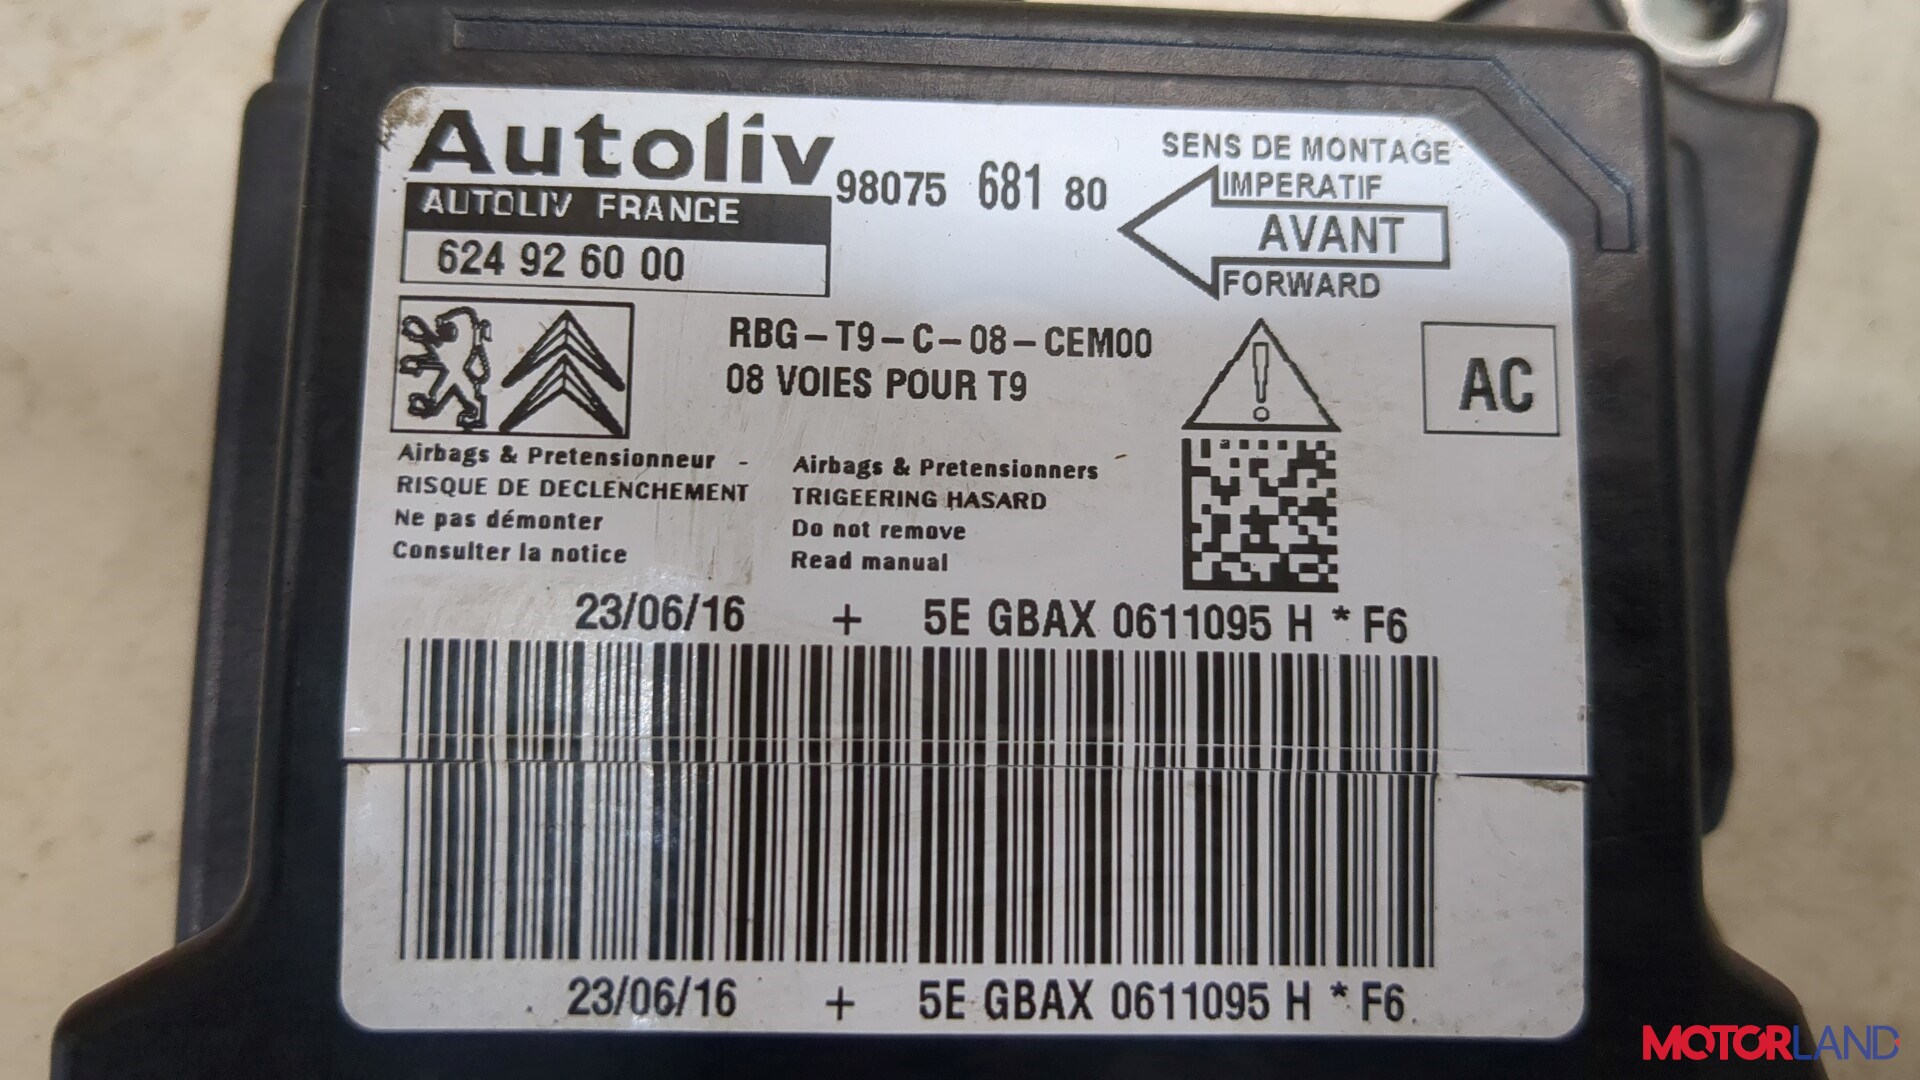 Autoliv
AUTOLIV FRANCE
624 92 60 00
98075 681 80
SENS DE MONTAGE
IMPERATIF
AVANT
FORWARD
RBG-T9-C-08-CEM00
08 VOIES POUR T9
AC
Airbags & Pretensionneur -
RISQUE DE DECLENCHEMENT
Ne pas démonter
Consulter la notice
Airbags & Pretensionners
TRIGEERING HASARD
Do not remove
Read manual
23/06/16 + 5E GBAX 0611095 H * F6
23/06/16 + 5E GBAX 0611095 H * F6
MOTORLAND